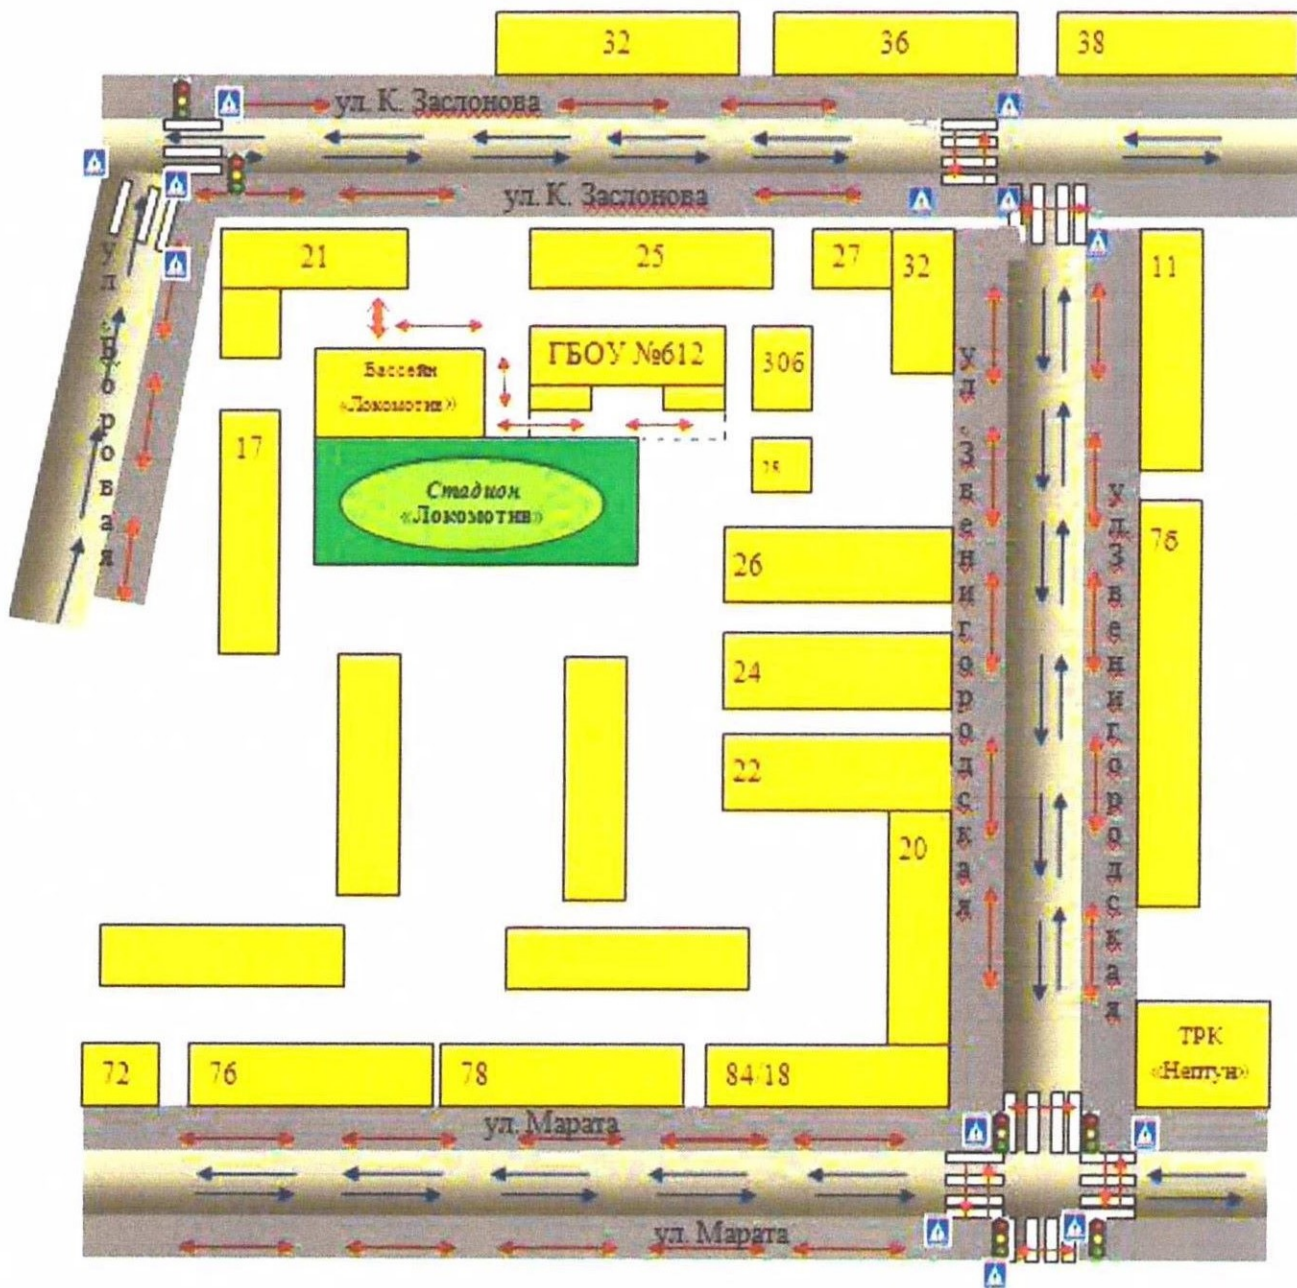 32
36
38
ул. К. Заслонова
ул. К. Заслонова
21
25
27
32
11
ул. Боровая
ГБОУ №612
30б
Бассейн
«Локомотив»
17
Стадион
«Локомотив»
26
24
22
20
ул Звенигородская
ул Звенигородская
7б
ТРК
«Нептун»
72
76
78
84/18
ул. Марата
ул. Марата